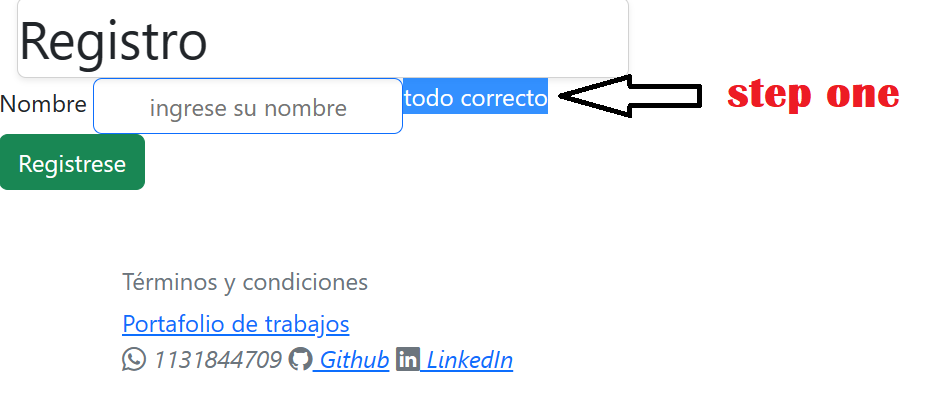 Registro
Nombre ingrese su nombre todo correcto step one
Registrese
Términos y condiciones
Portafolio de trabajos
1131844709 Github LinkedIn